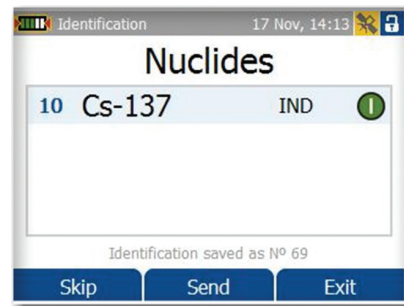 Identification 17 Nov, 14:13
Nuclides
10 Cs-137 IND I
Identification saved as Nº 69
Skip Send Exit